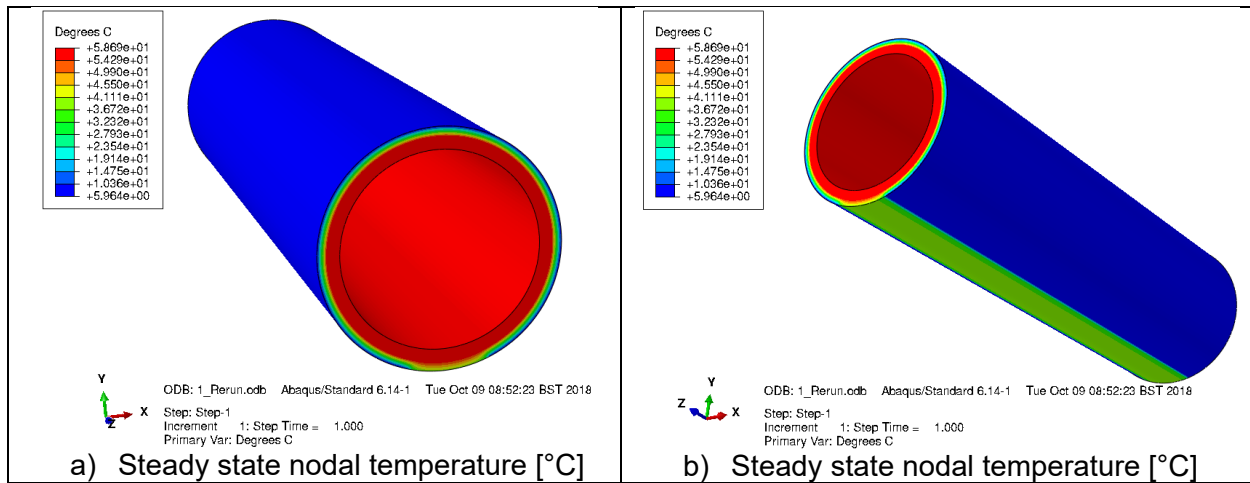 Degrees C
+5.869e+01
+5.429e+01
+4.990e+01
+4.550e+01
+4.111e+01
+3.672e+01
+3.232e+01
+2.793e+01
+2.354e+01
+1.914e+01
+1.475e+01
+1.036e+01
+5.964e+00
Y
Z
X
ODB: 1_Rerun.odb Abaqus/Standard 6.14-1 Tue Oct 09 08:52:23 BST 2018
Step: Step-1
Increment 1: Step Time = 1.000
Primary Var: Degrees C
a) Steady state nodal temperature [°C]
Degrees C
+5.869e+01
+5.429e+01
+4.990e+01
+4.550e+01
+4.111e+01
+3.672e+01
+3.232e+01
+2.793e+01
+2.354e+01
+1.914e+01
+1.475e+01
+1.036e+01
+5.964e+00
Y
Z
X
ODB: 1_Rerun.odb Abaqus/Standard 6.14-1 Tue Oct 09 08:52:23 BST 2018
Step: Step-1
Increment 1: Step Time = 1.000
Primary Var: Degrees C
b) Steady state nodal temperature [°C]